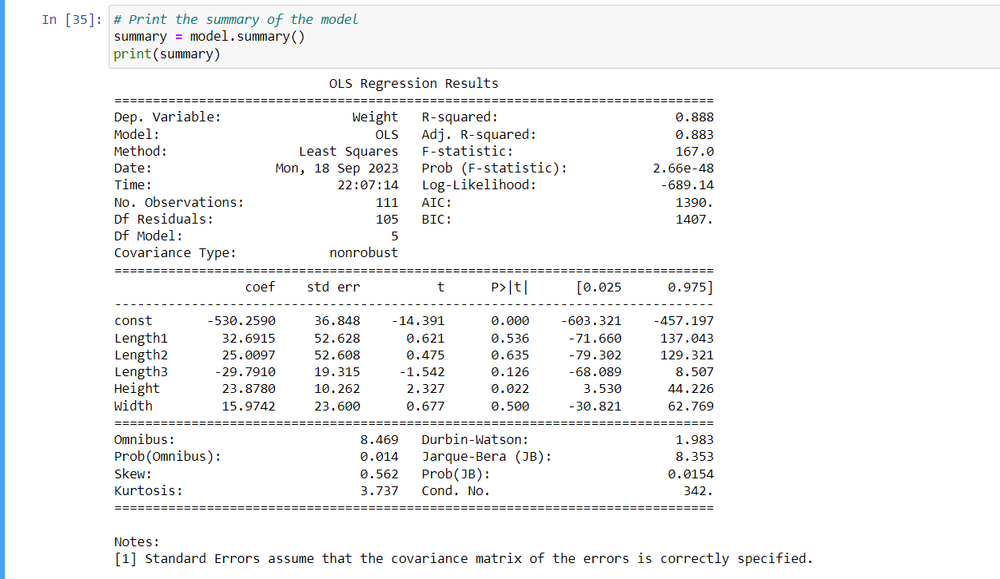 In [35]: # Print the summary of the model
summary = model.summary()
print(summary)
OLS Regression Results
==============================================================================
Dep. Variable:                 Weight   R-squared:                       0.888
Model:                            OLS   Adj. R-squared:                  0.883
Method:                 Least Squares   F-statistic:                     167.0
Date:                Mon, 18 Sep 2023   Prob (F-statistic):           2.66e-48
Time:                        22:07:14   Log-Likelihood:                -689.14
No. Observations:                 111   AIC:                             1390.
Df Residuals:                     105   BIC:                             1407.
Df Model:                           5
Covariance Type:            nonrobust
==============================================================================
                 coef    std err          t      P>|t|      [0.025      0.975]
------------------------------------------------------------------------------
const       -530.2590     36.848    -14.391      0.000    -603.321    -457.197
Length1       32.6915     52.628      0.621      0.536     -71.660     137.043
Length2       25.0097     52.608      0.475      0.635     -79.302     129.321
Length3      -29.7910     19.315     -1.542      0.126     -68.089       8.507
Height        23.8780     10.262      2.327      0.022       3.530      44.226
Width         15.9742     23.600      0.677      0.500     -30.821      62.769
==============================================================================
Omnibus:                        8.469   Durbin-Watson:                   1.983
Prob(Omnibus):                  0.014   Jarque-Bera (JB):                8.353
Skew:                           0.562   Prob(JB):                       0.0154
Kurtosis:                       3.737   Cond. No.                         342.
==============================================================================
Notes:
[1] Standard Errors assume that the covariance matrix of the errors is correctly specified.